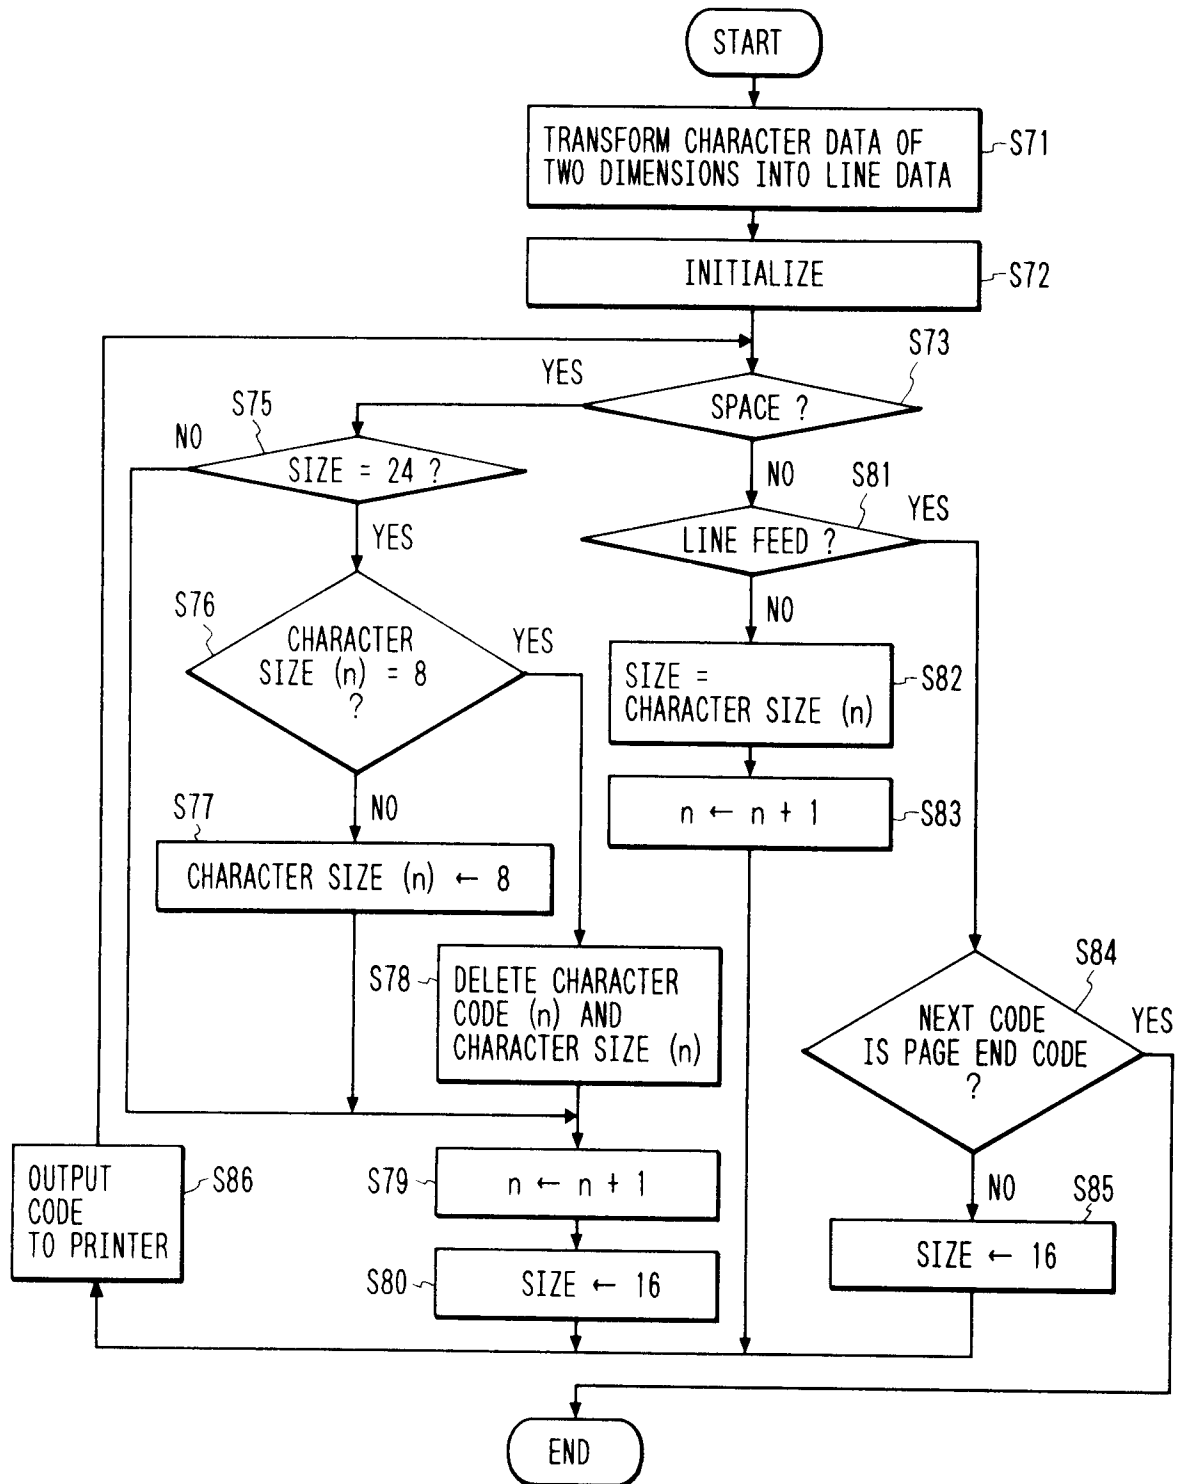 START
TRANSFORM CHARACTER DATA OF
TWO DIMENSIONS INTO LINE DATA
S71
INITIALIZE
S72
S73
YES
SPACE ?
S75
NO
SIZE = 24 ?
NO
S81
YES
LINE FEED ?
YES
S76
CHARACTER
SIZE (n) = 8
?
YES
NO
SIZE =
CHARACTER SIZE (n)
S82
S77
NO
n ← n + 1
S83
CHARACTER SIZE (n) ← 8
S78
DELETE CHARACTER
CODE (n) AND
CHARACTER SIZE (n)
S84
NEXT CODE
IS PAGE END CODE
?
YES
OUTPUT
CODE
TO PRINTER
S86
S79
n ← n + 1
NO
S85
S80
SIZE ← 16
SIZE ← 16
END